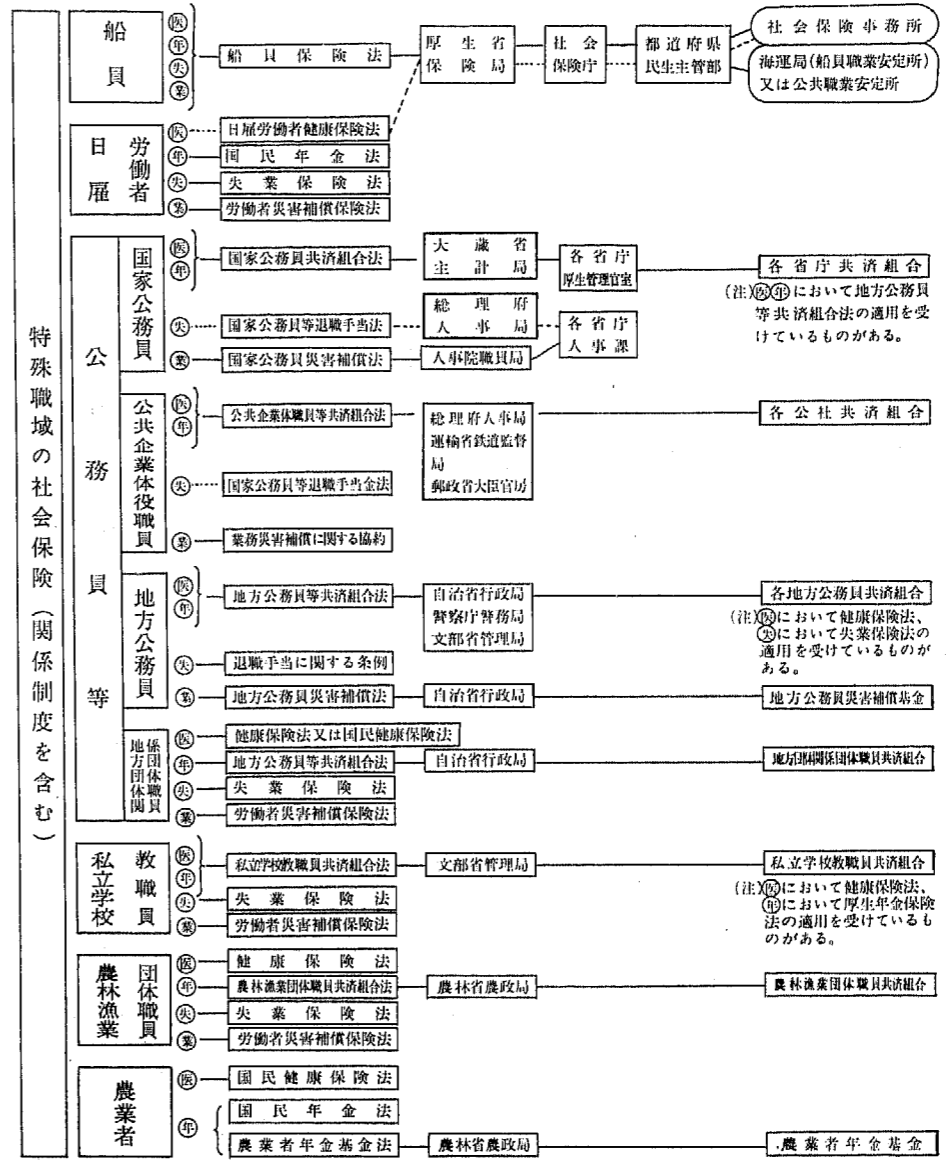 特殊職域の社会保険(関係制度を含む)
船員
医
年
失
業
船員保険法
厚生省
保険局
社会
保険庁
都道府県
民生主管部
社会保険事務所
海運局(船員職業安定所)
又は公共職業安定所
日雇労働者
医
日雇労働者健康保険法
年
国民年金法
失
失業保険法
業
労働者災害補償保険法
公務員等
国家公務員
医
年
国家公務員共済組合法
大蔵省
主計局
各省庁
厚生管理官室
各省庁共済組合
(注)医年において地方公務員
等共済組合法の適用を受
けているものがある。
失
国家公務員等退職手当法
総理府
人事局
各省庁
人事課
業
国家公務員災害補償法
人事院職員局
公共企業体役職員
医
年
公共企業体職員等共済組合法
総理府人事局
運輸省鉄道監督
局
郵政省大臣官房
各公社共済組合
失
国家公務員等退職手当金法
業
業務災害補償に関する協約
地方公務員
医
年
地方公務員等共済組合法
自治省行政局
警察庁警務局
文部省管理局
各地方公務員共済組合
(注)医において健康保険法、
失において失業保険法の
適用を受けているものが
ある。
失
退職手当に関する条例
業
地方公務員災害補償法
自治省行政局
地方公務員災害補償基金
地方団体関係団体職員
医
健康保険法又は国民健康保険法
年
地方公務員等共済組合法
自治省行政局
地方団体関係団体職員共済組合
失
失業保険法
業
労働者災害補償保険法
私立学校教職員
医
年
私立学校教職員共済組合法
文部省管理局
私立学校教職員共済組合
(注)医において健康保険法、
年において厚生年金保険
法の適用を受けているも
のがある。
失
失業保険法
業
労働者災害補償保険法
農林漁業団体職員
医
健康保険法
年
農林漁業団体職員共済組合法
農林省農政局
農林漁業団体職員共済組合
失
失業保険法
業
労働者災害補償保険法
農業者
医
国民健康保険法
年
国民年金法
農業者年金基金法
農林省農政局
農業者年金基金